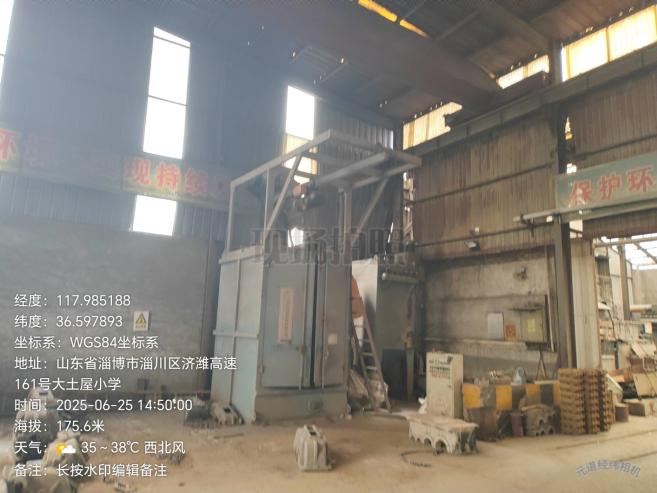 现持续
保护环
现场拍照
经度：117.985188
纬度：36.597893
坐标系：WGS84坐标系
地址：山东省淄博市淄川区济潍高速
161号大土屋小学
时间：2025-06-25 14:50:00
海拔：175.6米
天气：35～38℃ 西北风
备注：长按水印编辑备注
元道经纬相机